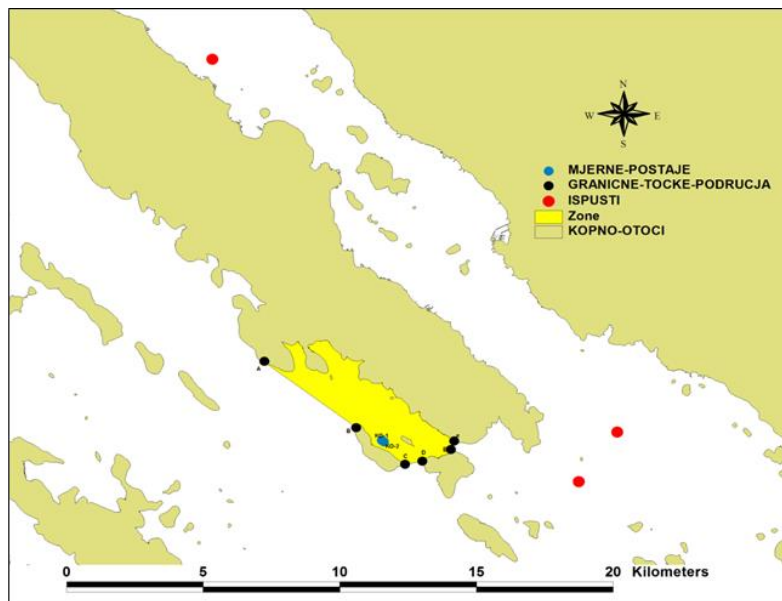 N
W E
S
MJERNE-POSTAJE
GRANICNE-TOCKE-PODRUCJA
ISPUSTI
Zone
KOPNO-OTOCI
A
B
C D
0 5 10 15 20 Kilometers